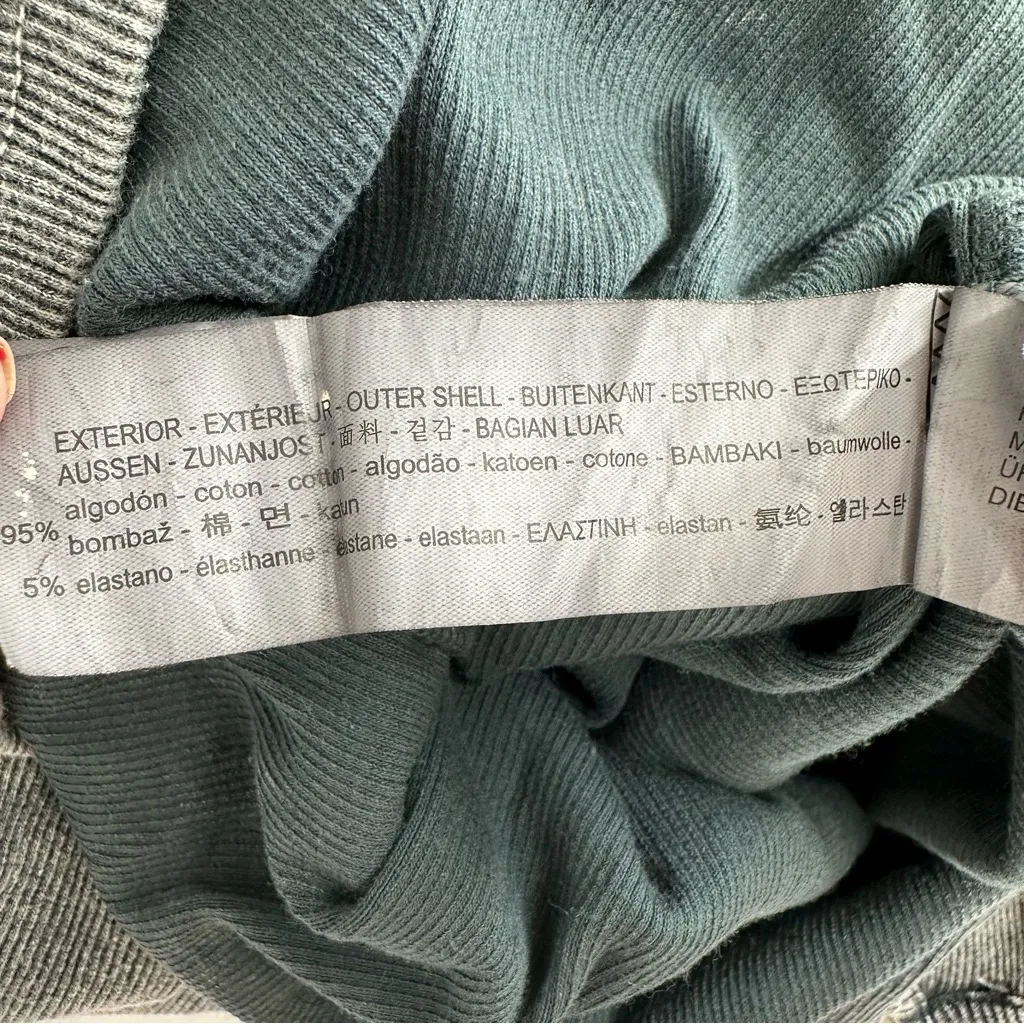 EXTERIOR - EXTÉRIEUR - OUTER SHELL - BUITENKANT - ESTERNO - ΕΞΩΤΕΡΙΚΟ -
AUSSEN - ZUNANJOST - 面料 - 겉감 - BAGIAN LUAR
95% algodón - coton - cotton - algodão - katoen - cotone - BAMBAKI - baumwolle -
bombaž - 棉 - 면 - katun
5% elastano - élasthanne - elastane - elastaan - ΕΛΑΣΤΙΝΗ - elastan - 氨纶 - 엘라스탄
DIE